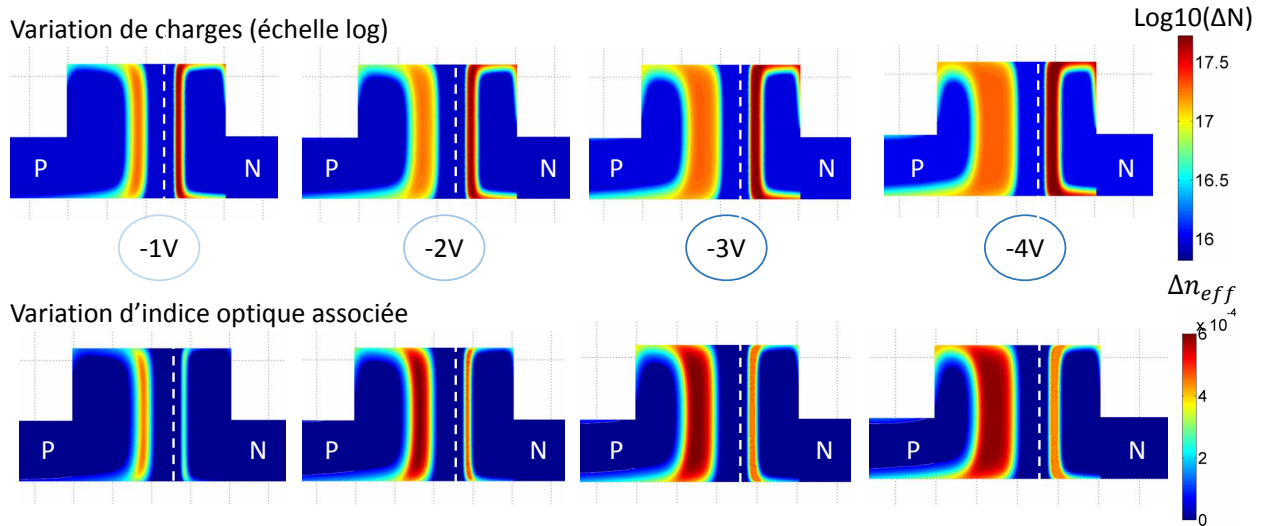 Variation de charges (échelle log)
Log10(ΔN)
P N P N P N P N
17.5
17
16.5
16
-1V -2V -3V -4V
Variation d'indice optique associée
Δn_eff
x 10^-4
6
4
2
0
P N P N P N P N